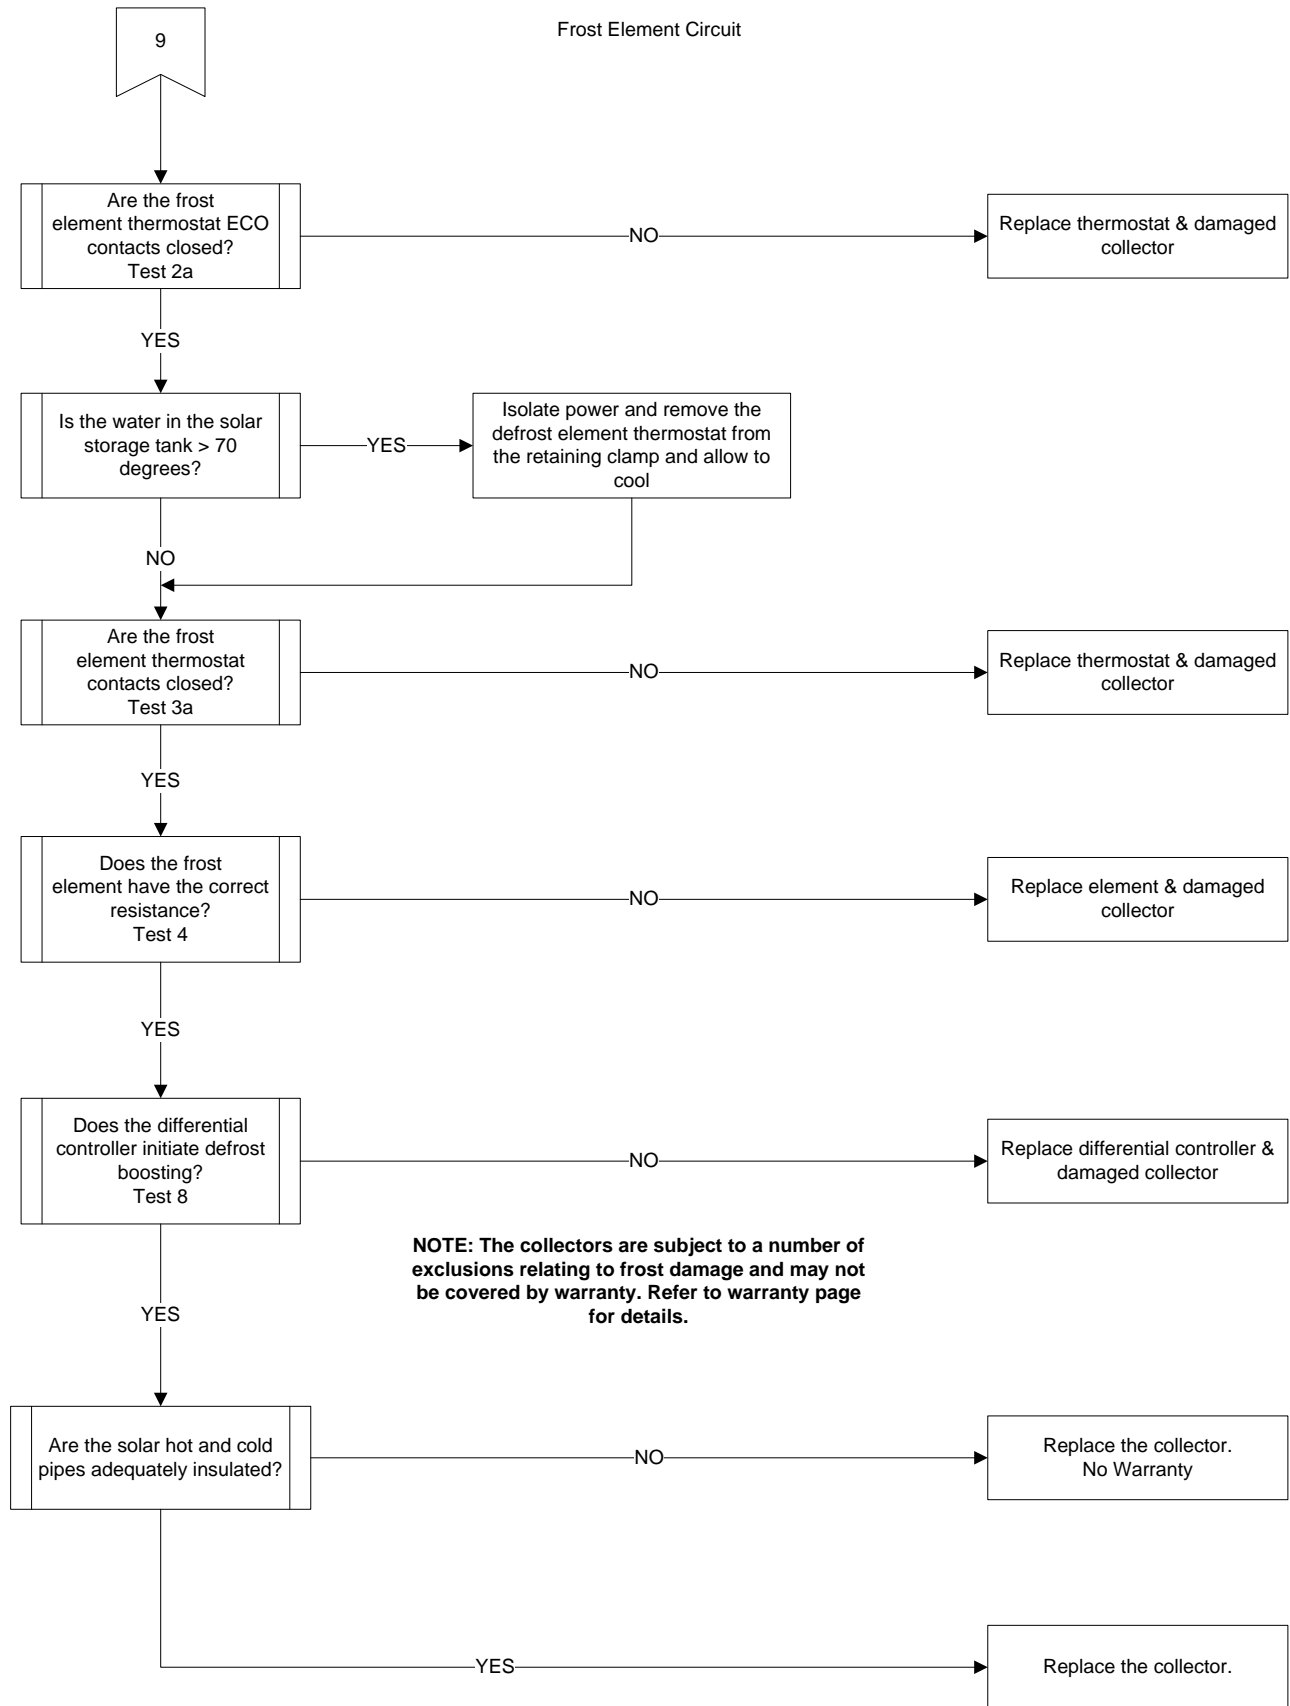 9
Frost Element Circuit
Are the frost
element thermostat ECO
contacts closed?
Test 2a
NO
Replace thermostat & damaged
collector
YES
Is the water in the solar
storage tank > 70
degrees?
YES
Isolate power and remove the
defrost element thermostat from
the retaining clamp and allow to
cool
NO
Are the frost
element thermostat
contacts closed?
Test 3a
NO
Replace thermostat & damaged
collector
YES
Does the frost
element have the correct
resistance?
Test 4
NO
Replace element & damaged
collector
YES
Does the differential
controller initiate defrost
boosting?
Test 8
NO
Replace differential controller &
damaged collector
NOTE: The collectors are subject to a number of
exclusions relating to frost damage and may not
be covered by warranty. Refer to warranty page
for details.
YES
Are the solar hot and cold
pipes adequately insulated?
NO
Replace the collector.
No Warranty
YES
Replace the collector.